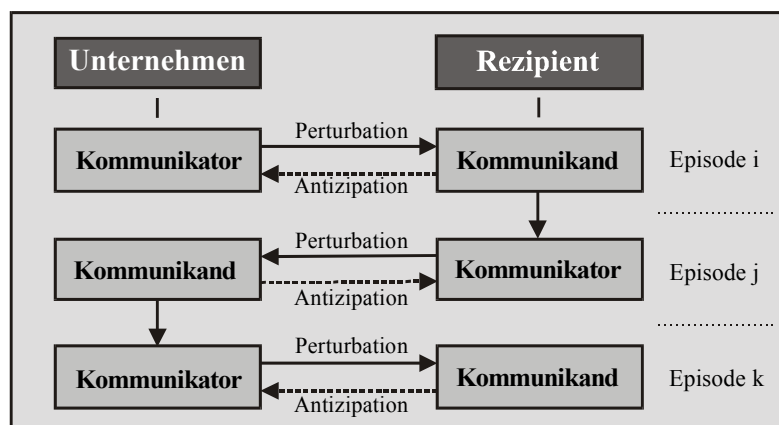 Unternehmen
Rezipient
Perturbation
Kommunikator
Kommunikand
Episode i
Antizipation
Perturbation
Kommunikand
Kommunikator
Episode j
Antizipation
Perturbation
Kommunikator
Kommunikand
Episode k
Antizipation